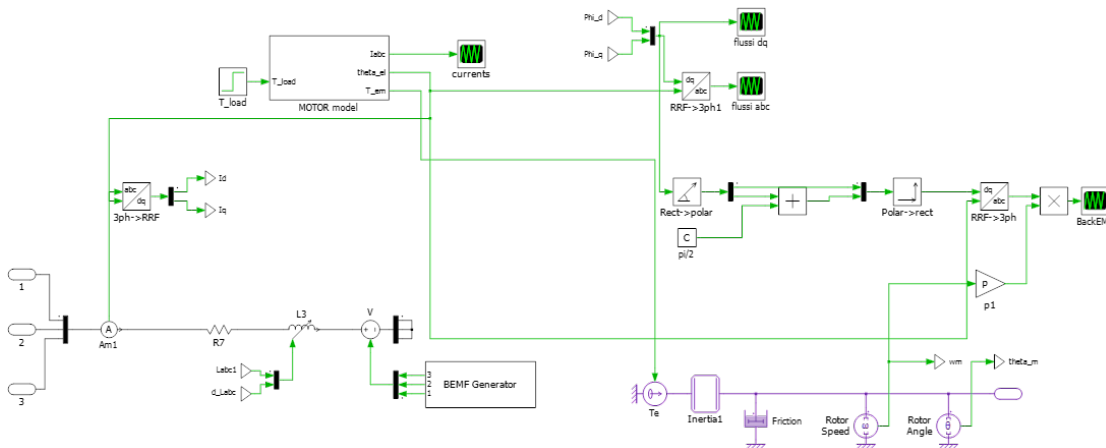 Phi_d
Phi_q
flussi dq
Iabc
theta_el
T_em
T_load
currents
T_load
MOTOR model
dq
abc
RRF->3ph1
flussi abc
abc
dq
3ph->RRF
Id
Iq
Rect->polar
C
pi/2
Polar->rect
dq
abc
RRF->3ph
BackEM
p
p1
1
2
3
A
Am1
R7
L3
V
Labc1
d_Labc
3
2
1
BEMF Generator
wm
theta_m
Te
Inertia1
Friction
Rotor
Speed
ω
Rotor
Angle
θ